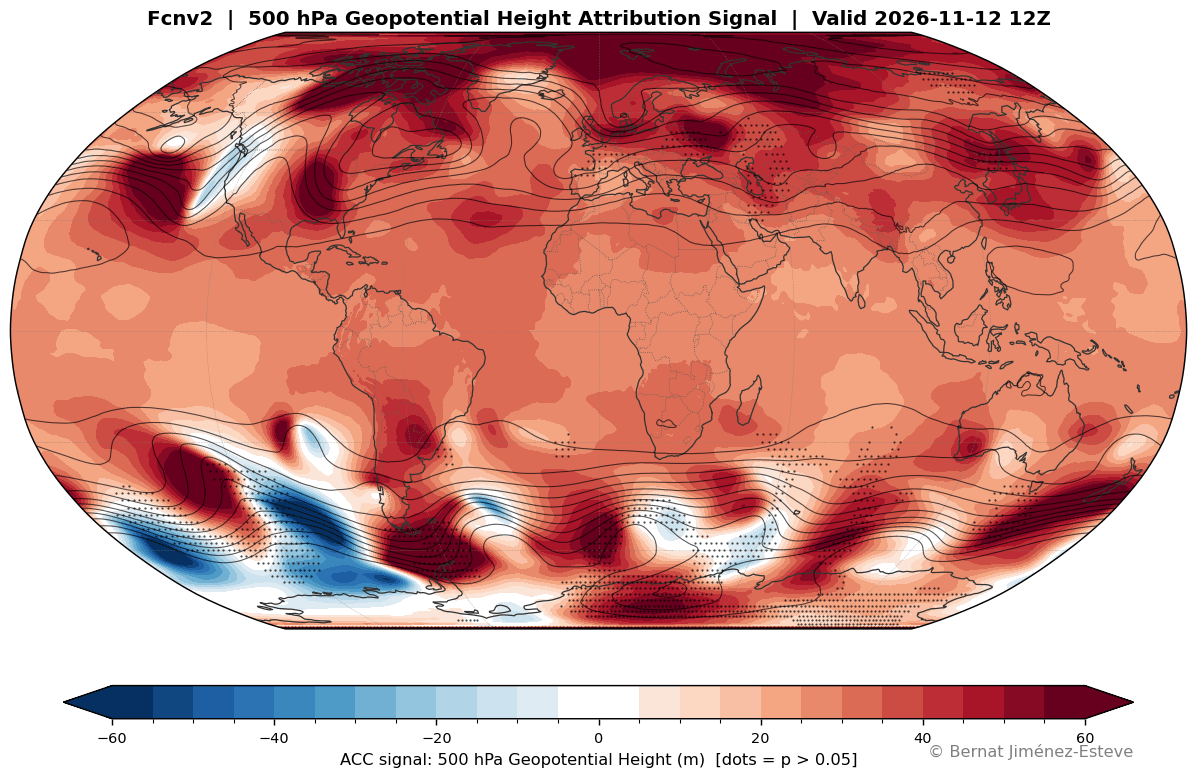 Fcnv2 | 500 hPa Geopotential Height Attribution Signal | Valid 2026-11-12 12Z
−60 −40 −20 0 20 40 60
ACC signal: 500 hPa Geopotential Height (m) [dots = p > 0.05]
© Bernat Jiménez-Esteve